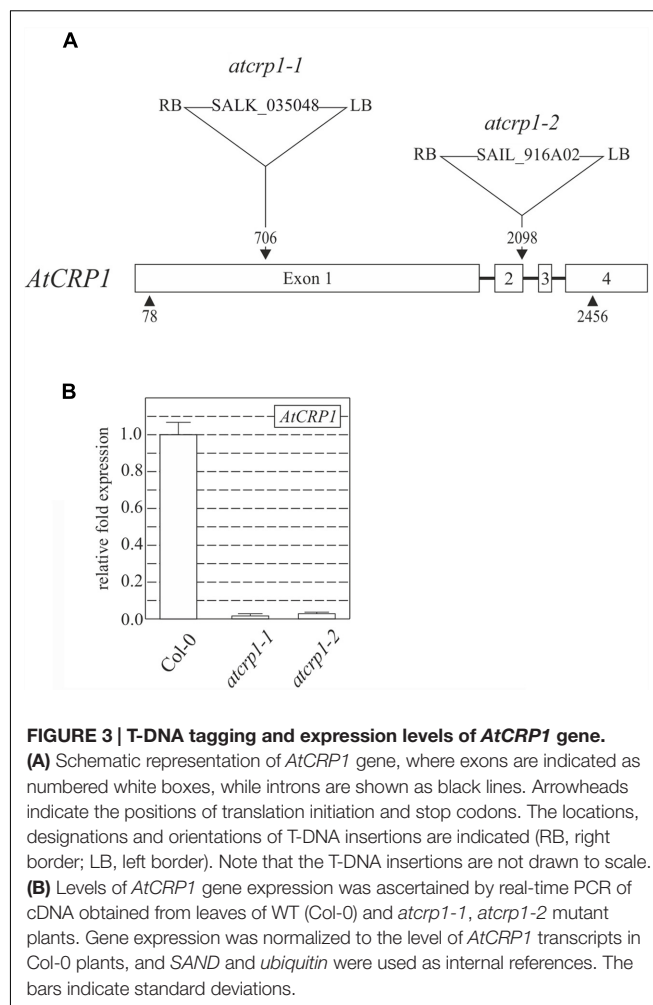 A
atcrp1-1
RB SALK_035048 LB
atcrp1-2
RB SAIL_916A02 LB
706
2098
AtCRP1
Exon 1
2
3
4
78
2456
B
AtCRP1
relative fold expression
1.0
0.8
0.6
0.4
0.2
0.0
Col-0
atcrp1-1
atcrp1-2
FIGURE 3 | T-DNA tagging and expression levels of AtCRP1 gene.
(A) Schematic representation of AtCRP1 gene, where exons are indicated as
numbered white boxes, while introns are shown as black lines. Arrowheads
indicate the positions of translation initiation and stop codons. The locations,
designations and orientations of T-DNA insertions are indicated (RB, right
border; LB, left border). Note that the T-DNA insertions are not drawn to scale.
(B) Levels of AtCRP1 gene expression was ascertained by real-time PCR of
cDNA obtained from leaves of WT (Col-0) and atcrp1-1, atcrp1-2 mutant
plants. Gene expression was normalized to the level of AtCRP1 transcripts in
Col-0 plants, and SAND and ubiquitin were used as internal references. The
bars indicate standard deviations.